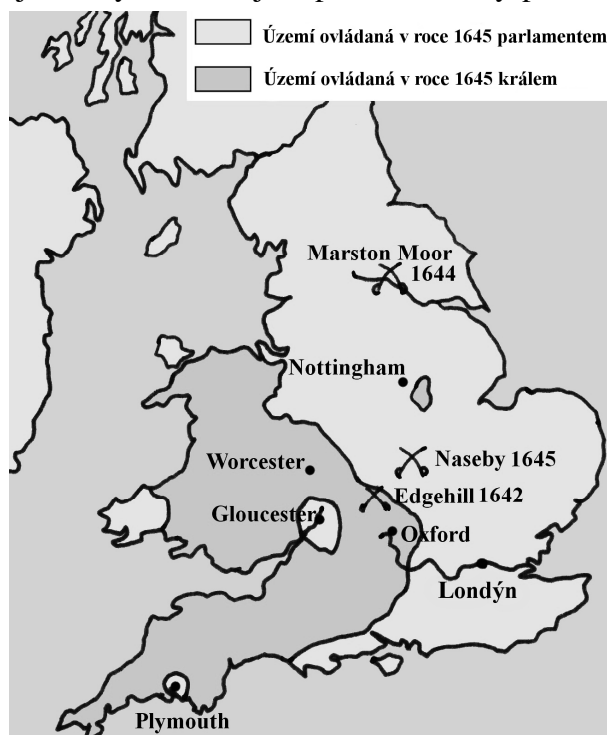 Území ovládaná v roce 1645 parlamentem
Území ovládaná v roce 1645 králem
Marston Moor
1644
Nottingham
Worcester
Naseby 1645
Edgehill 1642
Gloucester
Oxford
Londýn
Plymouth